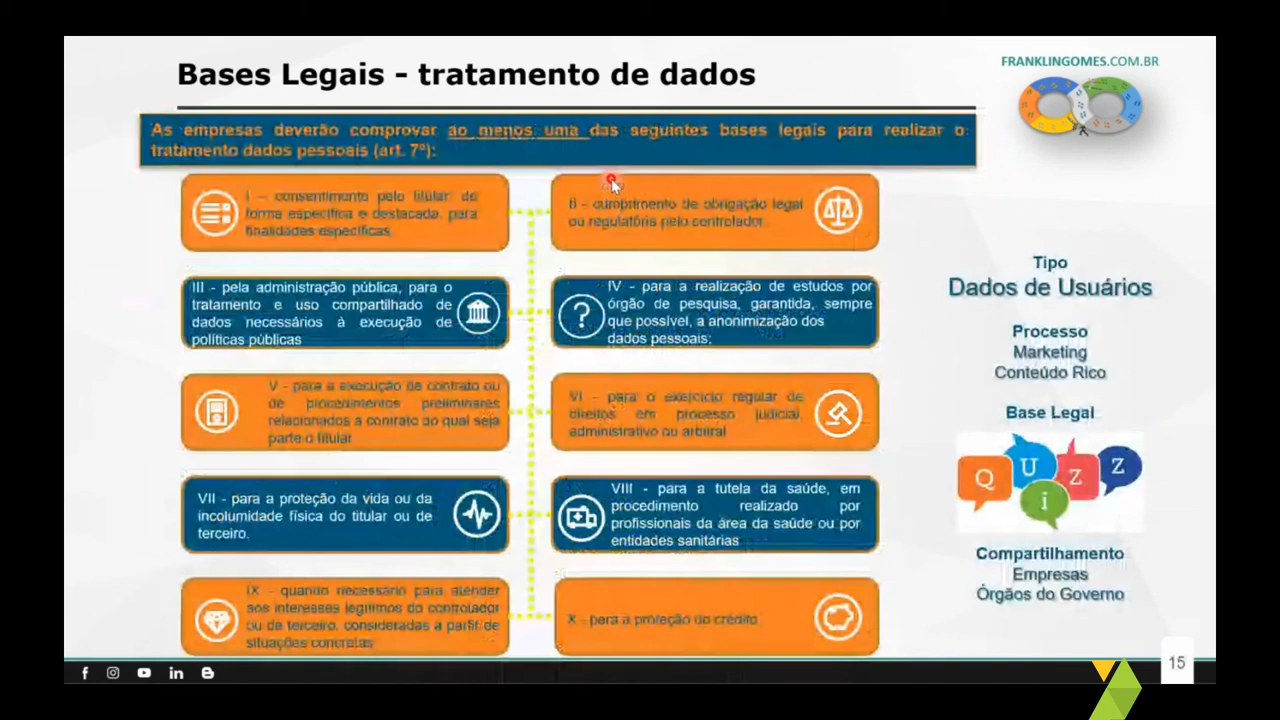 Bases Legais - tratamento de dados
FRANKLINGOMES.COM.BR
As empresas deverão comprovar ao menos uma das seguintes bases legais para realizar o
tratamento dados pessoais (art. 7º):
I - consentimento pelo titular de
forma específica e destacada, para
finalidades específicas
II - cumprimento de obrigação legal
ou regulatória pelo controlador.
III - pela administração pública, para o
tratamento e uso compartilhado de
dados necessários à execução de
políticas públicas
IV - para a realização de estudos por
órgão de pesquisa, garantida, sempre
que possível, a anonimização dos
dados pessoais;
V - para a execução de contrato ou
de procedimentos preliminares
relacionados a contrato do qual seja
parte o titular
VI - para o exercício regular de
direitos em processo judicial,
administrativo ou arbitral
VII - para a proteção da vida ou da
incolumidade física do titular ou de
terceiro.
VIII - para a tutela da saúde, em
procedimento realizado por
profissionais da área da saúde ou por
entidades sanitárias
IX - quando necessário para atender
aos interesses legítimos do controlador
ou de terceiro, consideradas a partir de
situações concretas
X - para a proteção do crédito
Tipo
Dados de Usuários
Processo
Marketing
Conteúdo Rico
Base Legal
QUiZZ
Compartilhamento
Empresas
Órgãos do Governo
15